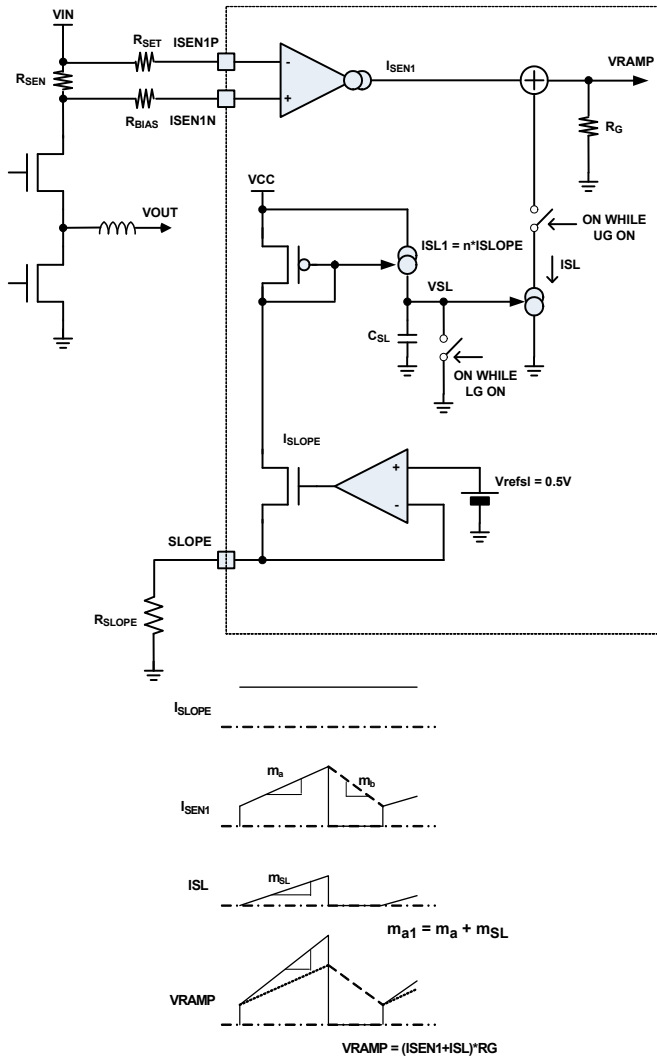 VIN
RSET
ISEN1P
RSEN
-
ISEN1
VRAMP
+
RBIAS
ISEN1N
RG
VCC
VOUT
ISL1 = n*ISLOPE
ON WHILE
UG ON
VSL
ISL
CSL
ON WHILE
LG ON
ISLOPE
+
-
Vrefsl = 0.5V
SLOPE
RSLOPE
ISLOPE
ma
mb
ISEN1
mSL
ISL
ma1 = ma + mSL
VRAMP
VRAMP = (ISEN1+ISL)*RG